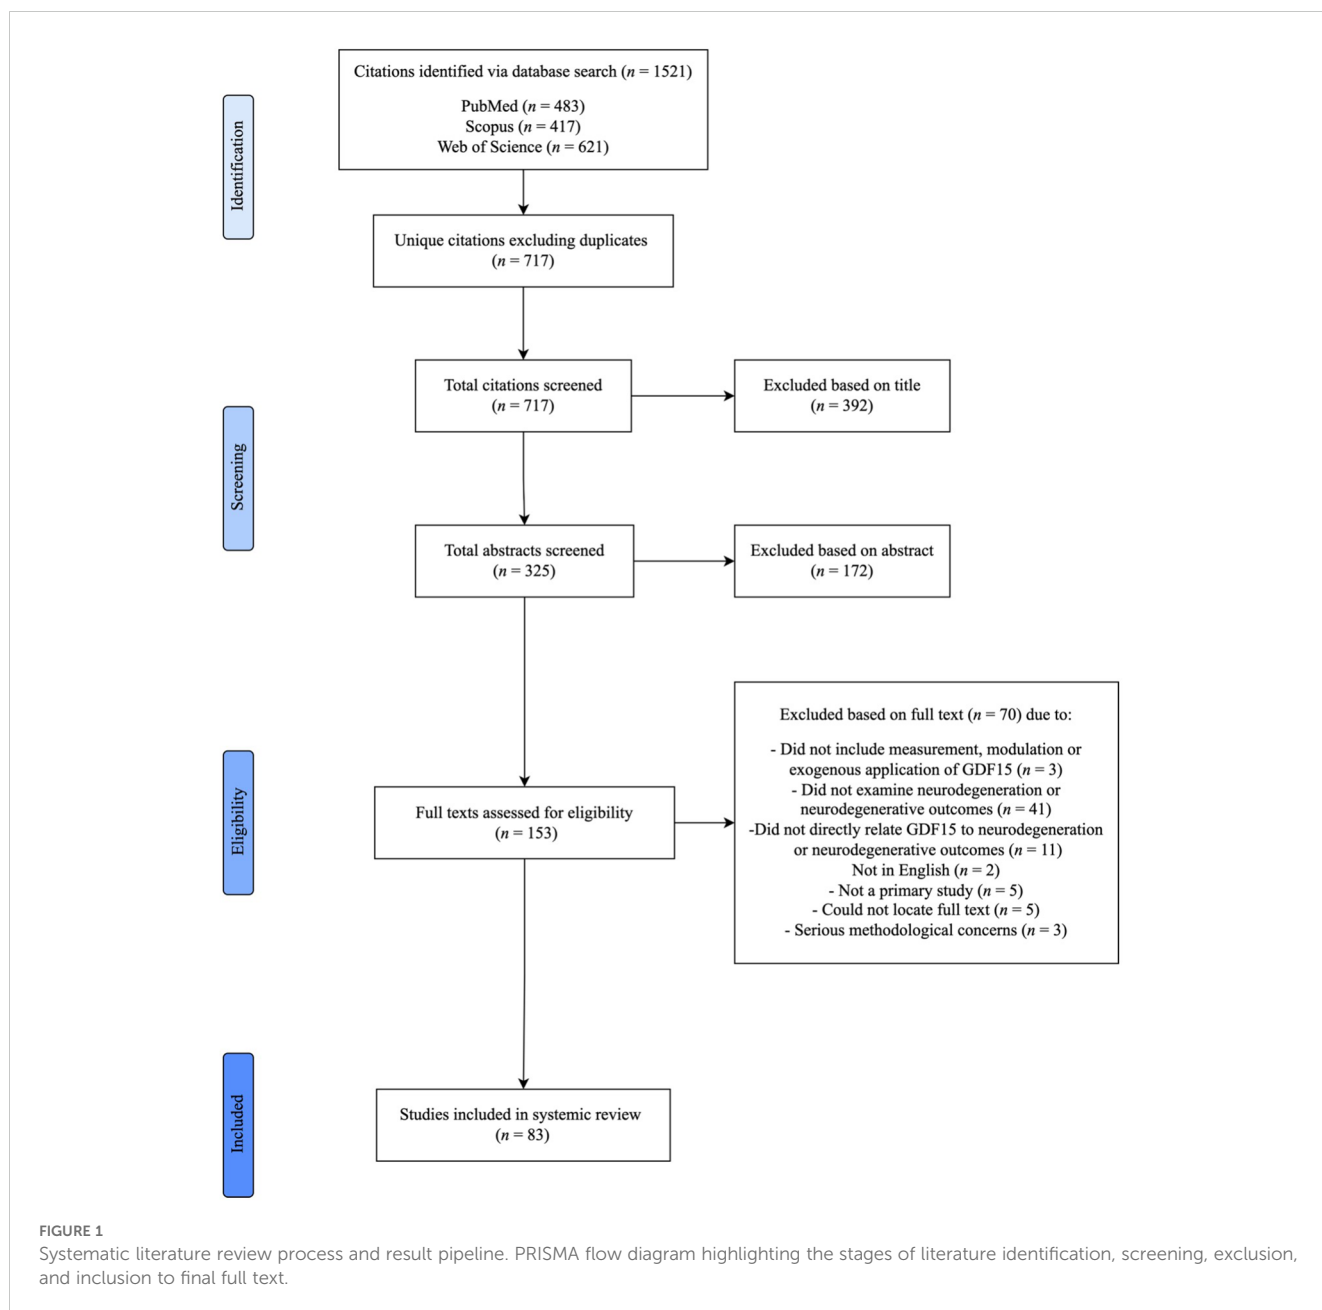 Identification
Citations identified via database search (n = 1521)
PubMed (n = 483)
Scopus (n = 417)
Web of Science (n = 621)
Unique citations excluding duplicates
(n = 717)
Screening
Total citations screened
(n = 717)
Excluded based on title
(n = 392)
Total abstracts screened
(n = 325)
Excluded based on abstract
(n = 172)
Eligibility
Full texts assessed for eligibility
(n = 153)
Excluded based on full text (n = 70) due to:
- Did not include measurement, modulation or
exogenous application of GDF15 (n = 3)
- Did not examine neurodegeneration or
neurodegenerative outcomes (n = 41)
-Did not directly relate GDF15 to neurodegeneration
or neurodegenerative outcomes (n = 11)
Not in English (n = 2)
- Not a primary study (n = 5)
- Could not locate full text (n = 5)
- Serious methodological concerns (n = 3)
Included
Studies included in systemic review
(n = 83)
FIGURE 1
Systematic literature review process and result pipeline. PRISMA flow diagram highlighting the stages of literature identification, screening, exclusion,
and inclusion to final full text.